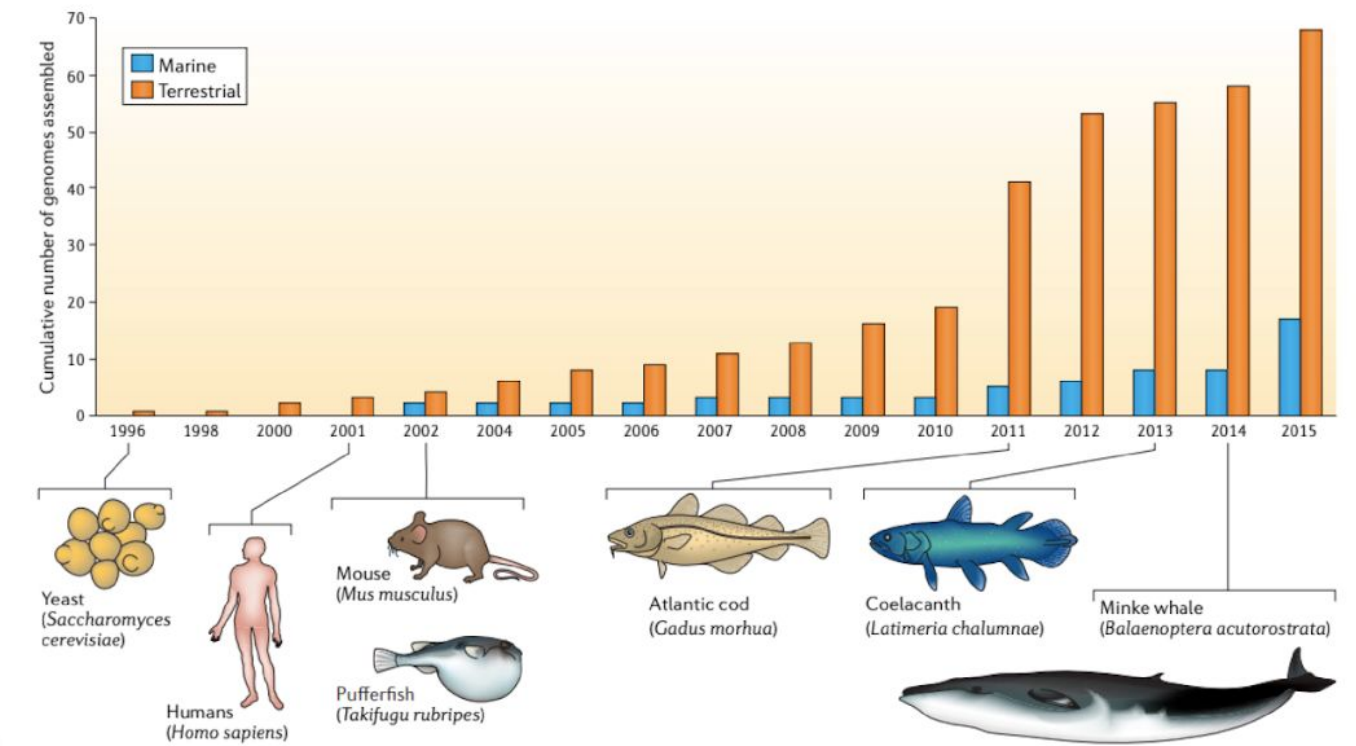 Cumulative number of genomes assembled
70
60
50
40
30
20
10
0
Marine
Terrestrial
1996 1998 2000 2001 2002 2004 2005 2006 2007 2008 2009 2010 2011 2012 2013 2014 2015
Yeast
(Saccharomyces
cerevisiae)
Humans
(Homo sapiens)
Mouse
(Mus musculus)
Pufferfish
(Takifugu rubripes)
Atlantic cod
(Gadus morhua)
Coelacanth
(Latimeria chalumnae)
Minke whale
(Balaenoptera acutorostrata)